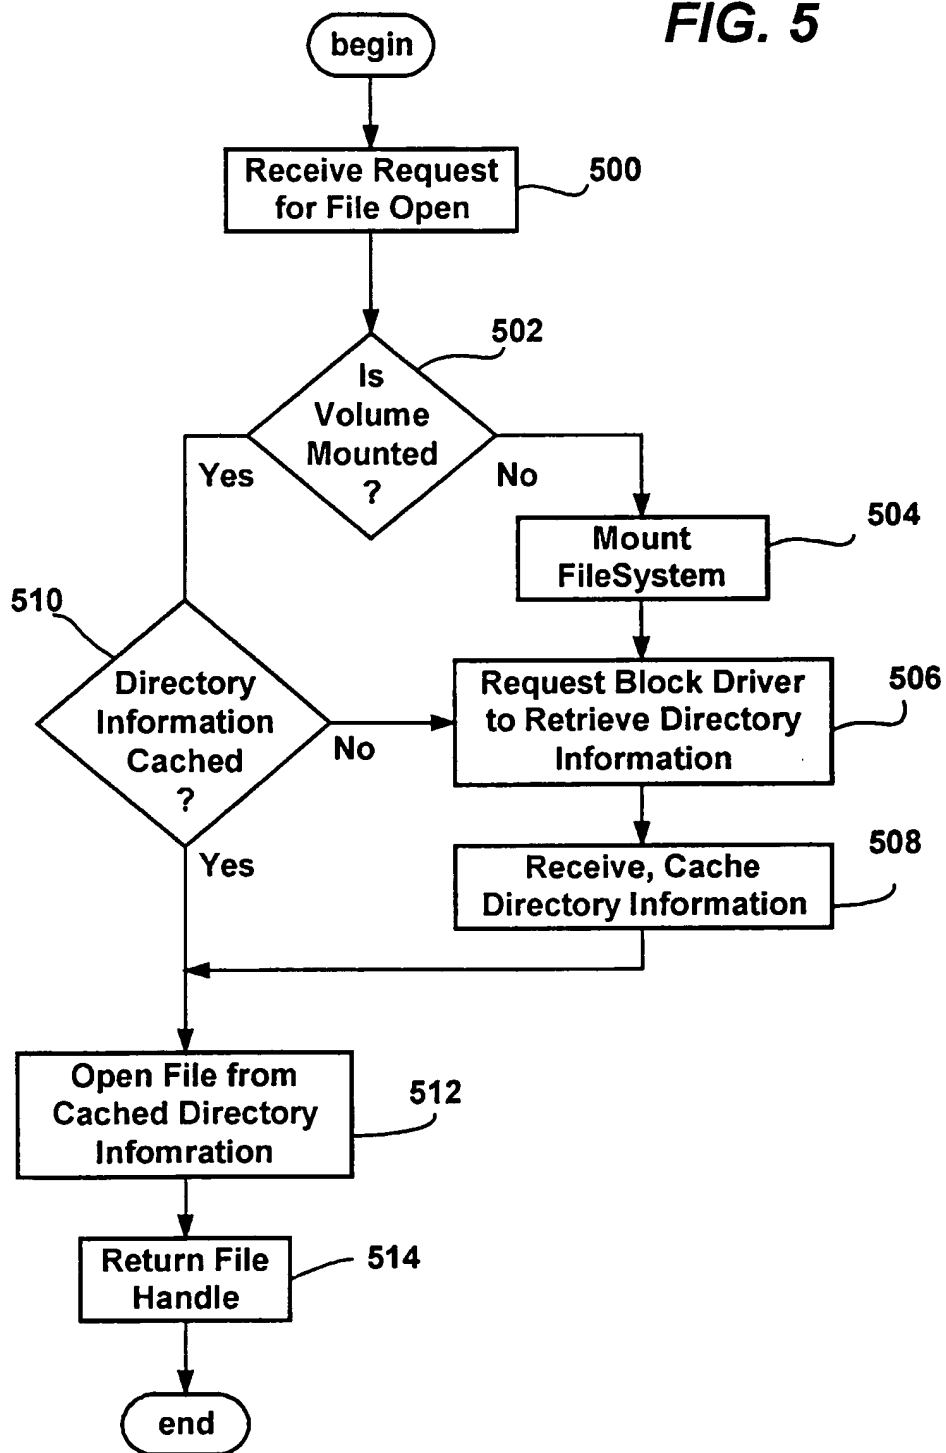 FIG. 5
begin
Receive Request
for File Open
500
502
Is
Volume
Mounted
?
Yes
No
504
Mount
FileSystem
510
Directory
Information
Cached
?
No
Yes
506
Request Block Driver
to Retrieve Directory
Information
508
Receive, Cache
Directory Information
Open File from
Cached Directory
Infomration
512
Return File
Handle
514
end